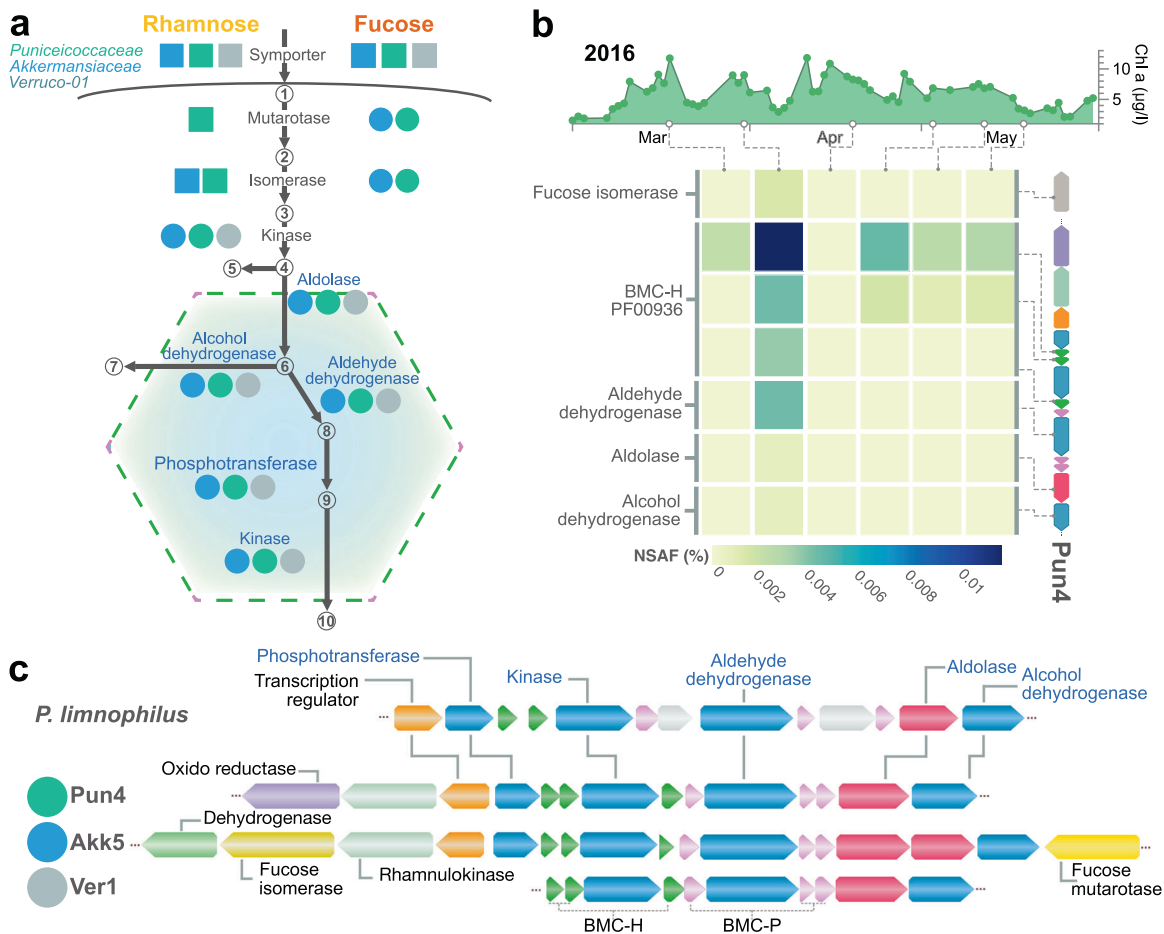 a
Rhamnose
Fucose
Puniceicoccaceae
Akkermansiaceae
Verruco-01
Symporter
1
Mutarotase
2
Isomerase
3
Kinase
5
4
Aldolase
Alcohol
dehydrogenase
7
6
Aldehyde
dehydrogenase
8
Phosphotransferase
9
Kinase
10
b
2016
10
5
Chl a (µg/l)
Mar
Apr
May
Fucose isomerase
BMC-H
PF00936
Aldehyde
dehydrogenase
Aldolase
Alcohol
dehydrogenase
NSAF (%)
0
0.002
0.004
0.006
0.008
0.01
Pun4
c
Phosphotransferase
Transcription
regulator
Kinase
Aldehyde
dehydrogenase
Aldolase
Alcohol
dehydrogenase
P. limnophilus
Oxido reductase
Pun4
Dehydrogenase
Akk5
Fucose
isomerase
Rhamnulokinase
Fucose
mutarotase
Ver1
BMC-H
BMC-P